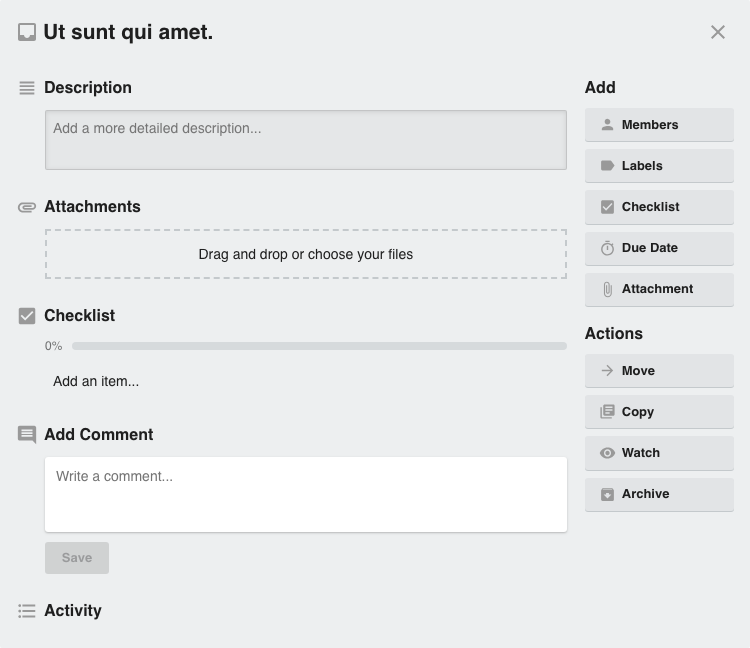 Ut sunt qui amet.
Description
Add a more detailed description...
Attachments
Drag and drop or choose your files
Checklist
0%
Add an item...
Add Comment
Write a comment...
Save
Activity
Add
Members
Labels
Checklist
Due Date
Attachment
Actions
Move
Copy
Watch
Archive